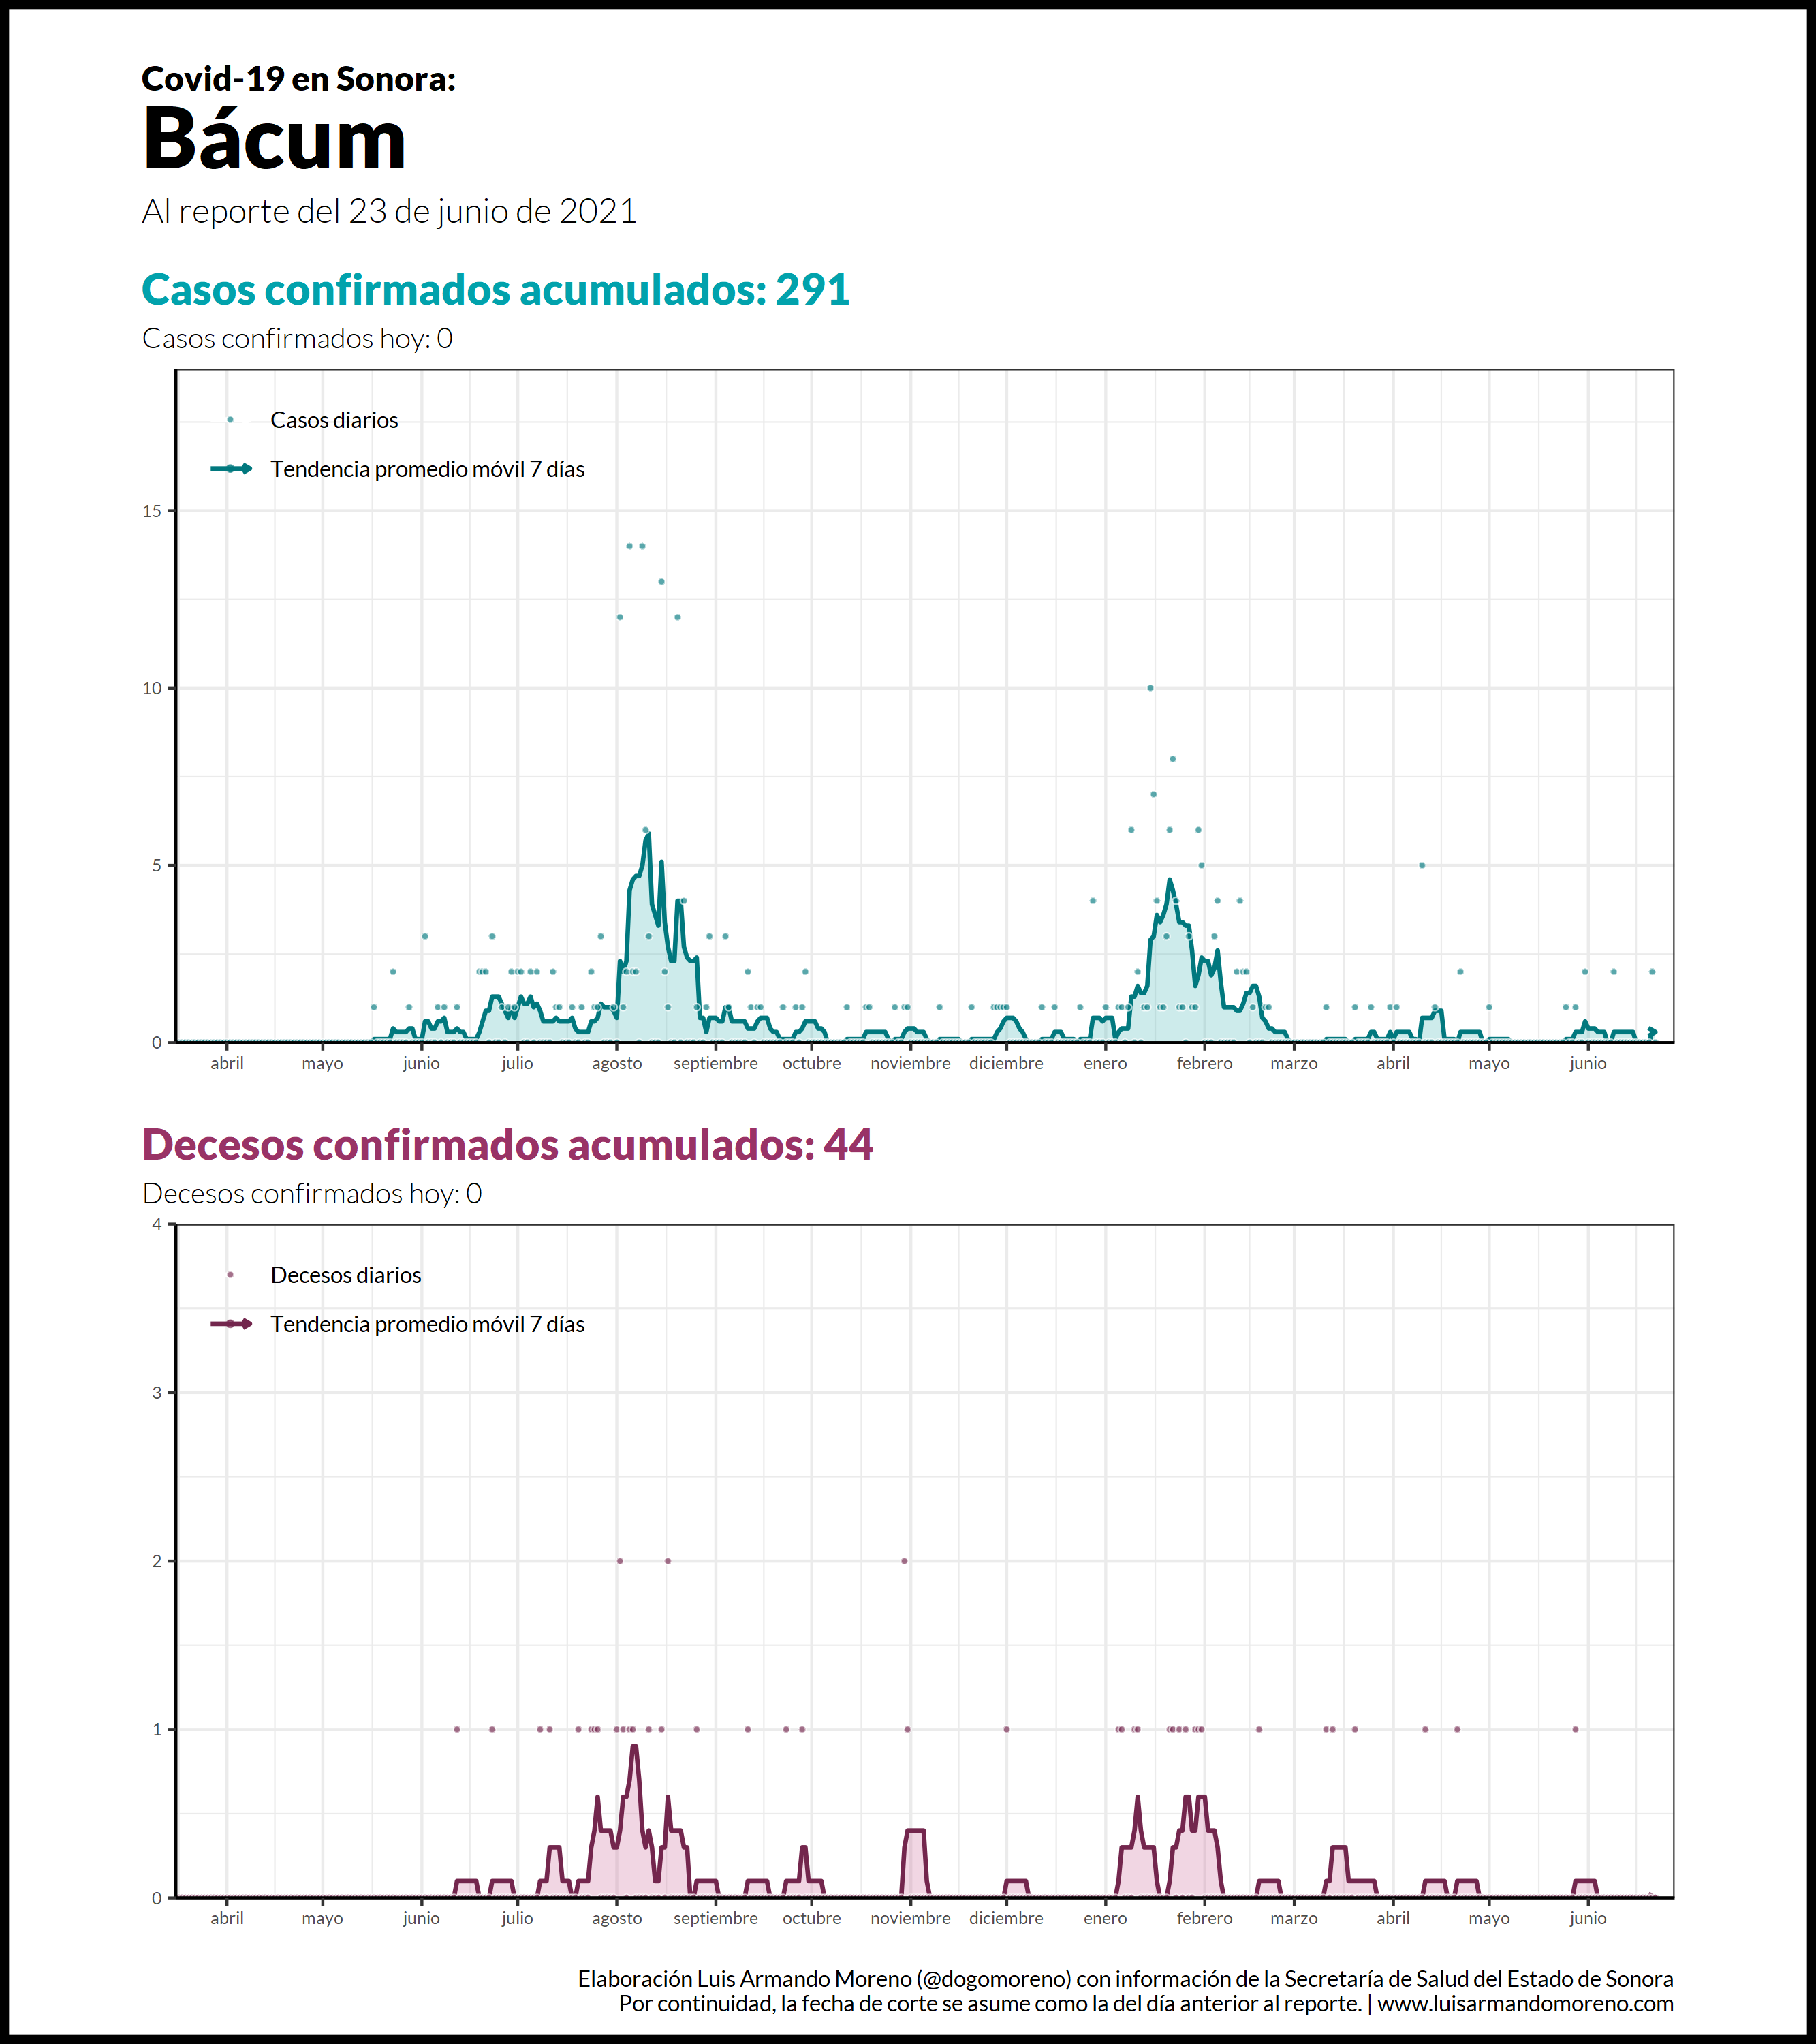 Covid-19 en Sonora:
Bácum
Al reporte del 23 de junio de 2021
Casos confirmados acumulados: 291
Casos confirmados hoy: 0
Casos diarios
Tendencia promedio móvil 7 días
15
10
5
0
abril mayo junio julio agosto septiembre octubre noviembre diciembre enero febrero marzo abril mayo junio
Decesos confirmados acumulados: 44
Decesos confirmados hoy: 0
4
Decesos diarios
Tendencia promedio móvil 7 días
3
2
1
0
abril mayo junio julio agosto septiembre octubre noviembre diciembre enero febrero marzo abril mayo junio
Elaboración Luis Armando Moreno (@dogomoreno) con información de la Secretaría de Salud del Estado de Sonora
Por continuidad, la fecha de corte se asume como la del día anterior al reporte. | www.luisarmandomoreno.com